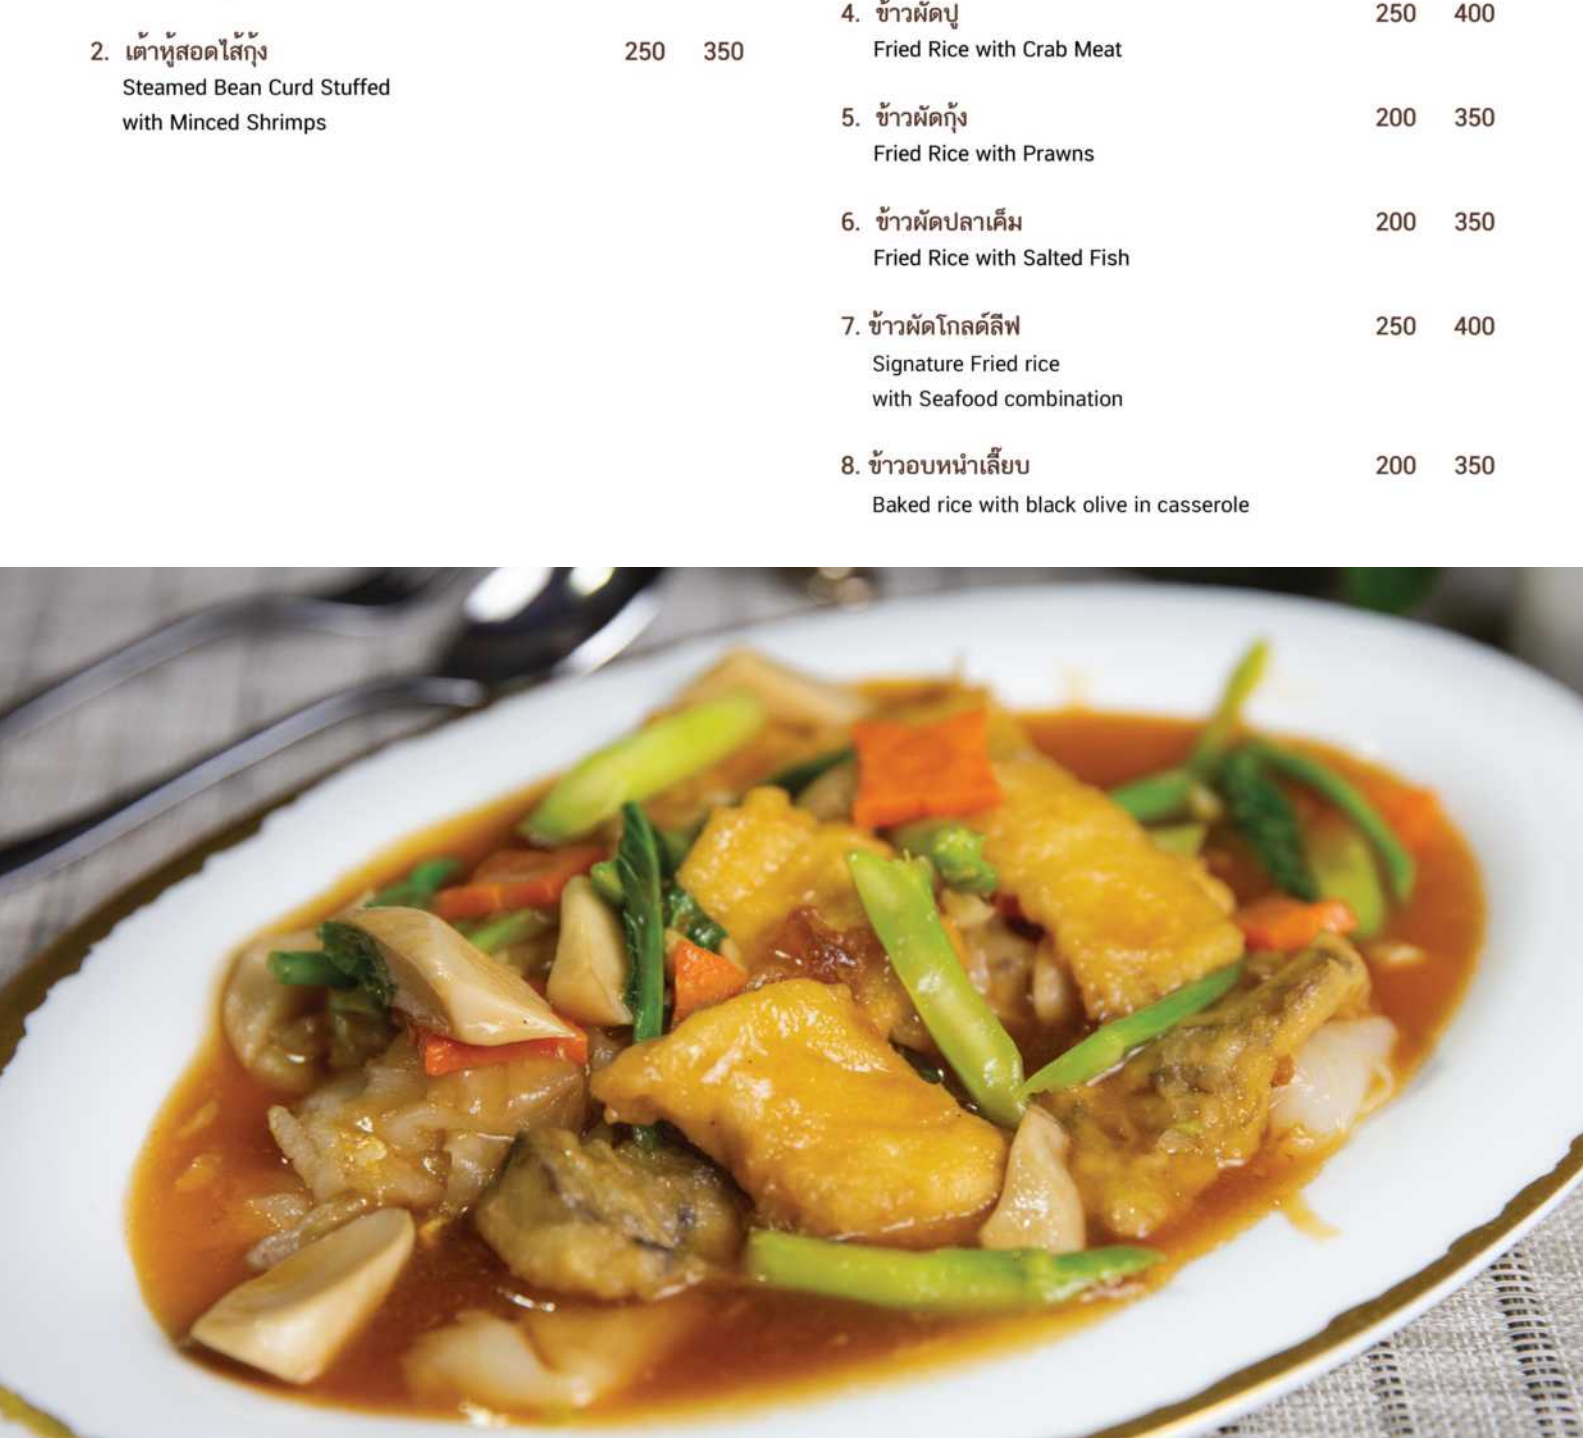 2. เต้าหู้สอดไส้กุ้ง 250 350
Steamed Bean Curd Stuffed
with Minced Shrimps
4. ข้าวผัดปู 250 400
Fried Rice with Crab Meat
5. ข้าวผัดกุ้ง 200 350
Fried Rice with Prawns
6. ข้าวผัดปลาเค็ม 200 350
Fried Rice with Salted Fish
7. ข้าวผัดโกลด์ลีฟ 250 400
Signature Fried rice
with Seafood combination
8. ข้าวอบหนำเลี๊ยบ 200 350
Baked rice with black olive in casserole